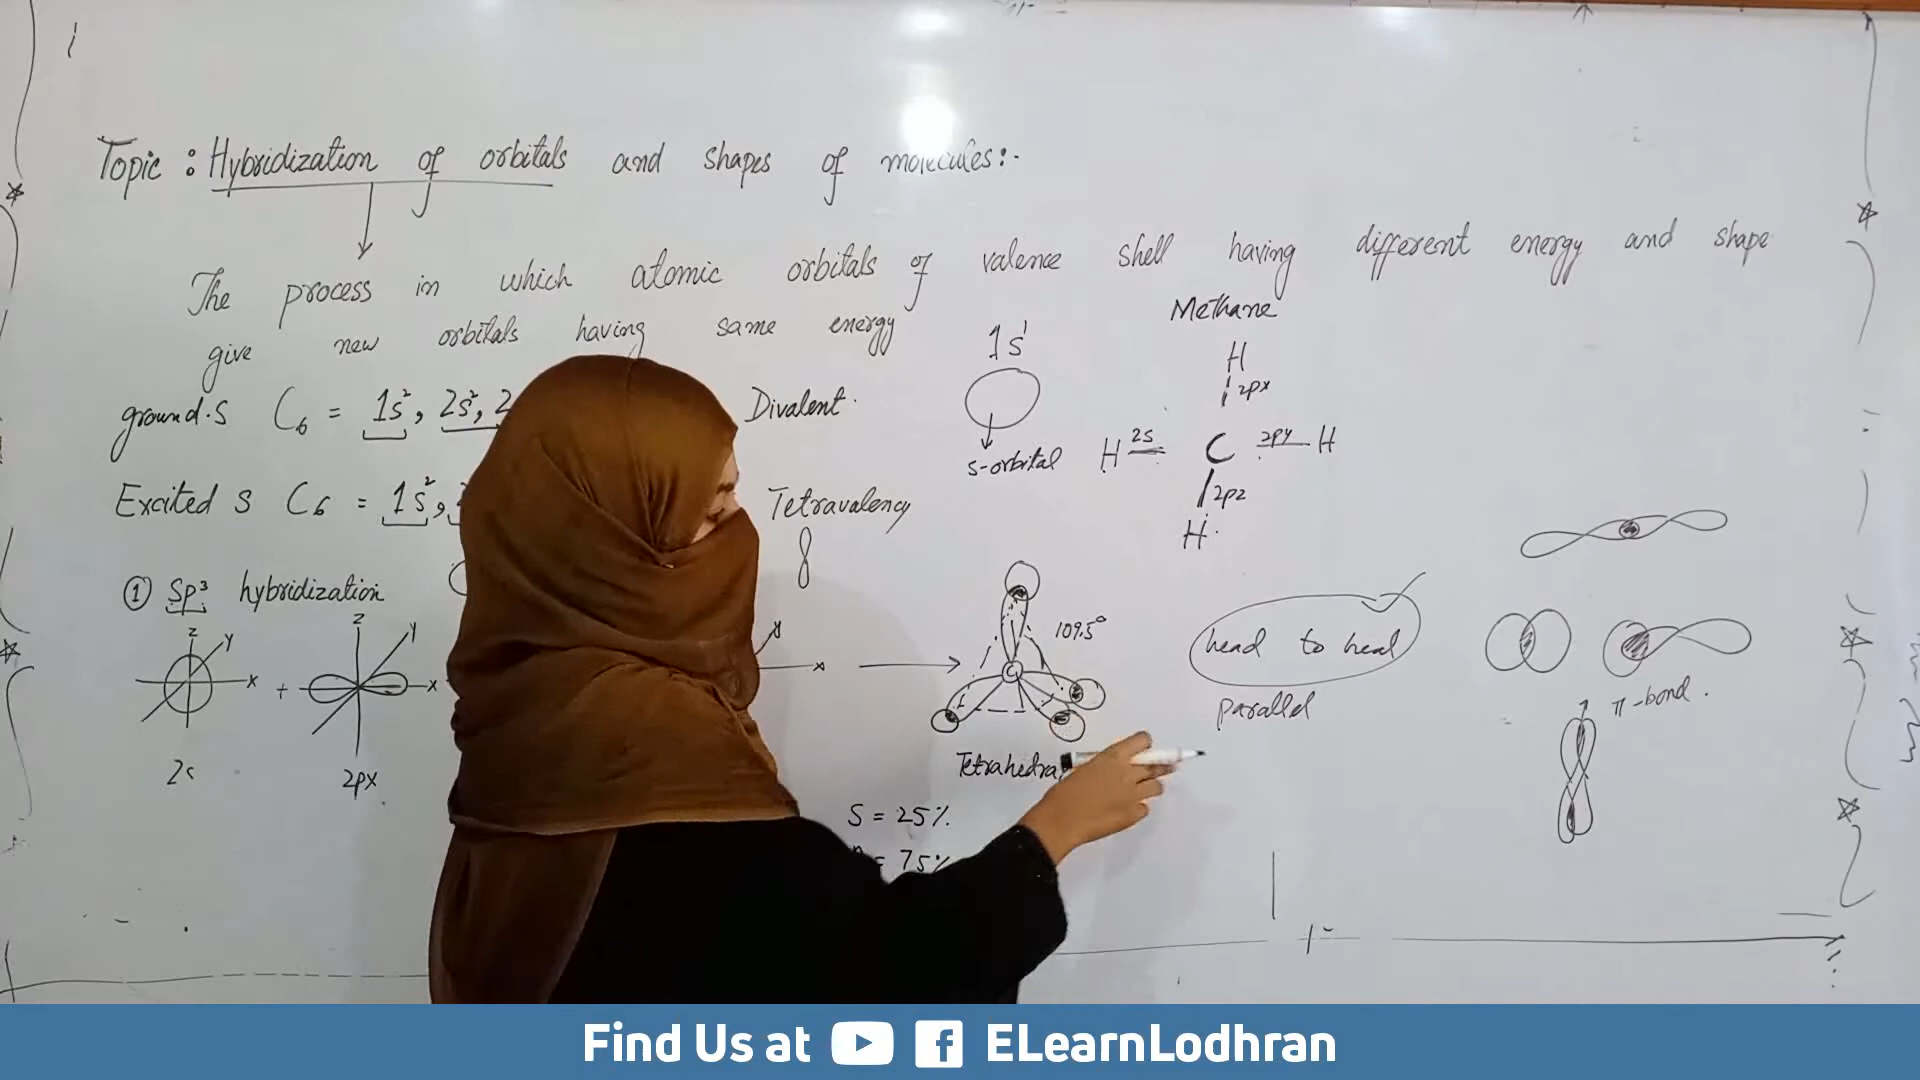 Topic : Hybridization of orbitals and shapes of molecules:-
The process in which atomic orbitals of valence shell having different energy and shape
give new orbitals having same energy
ground.S C₆ = 1s², 2s², 2
Divalent.
Excited S C₆ = 1s²,
Tetravalency
1s¹
s-orbital
Methane
H
2px
H 2s C 2py H
2pz
H.
① Sp³ hybridization
z
y
x
+
2s
z
y
x
2px
y
x
C
109.5°
Tetrahedra
S = 25%
= 75%
head to head
parallel
π-bond.
Find Us at f ELearnLodhran